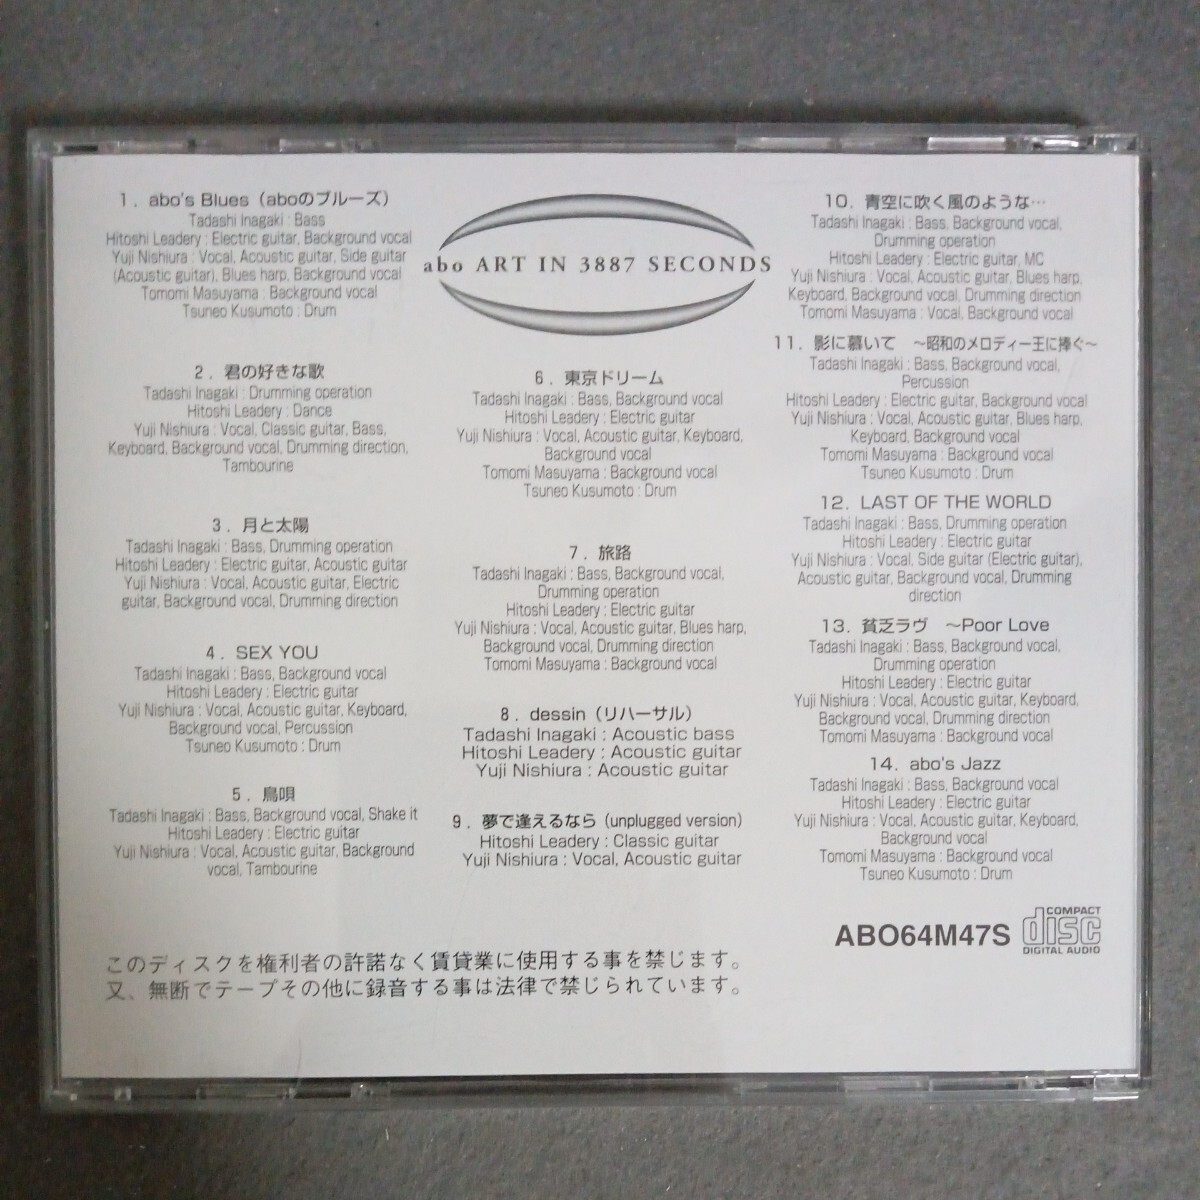 1. abo's Blues (aboのブルーズ)
Tadashi Inagaki : Bass
Hitoshi Leadery : Electric guitar, Background vocal
Yuji Nishiura : Vocal, Acoustic guitar, Side guitar
(Acoustic guitar), Blues harp, Background vocal
Tomomi Masuyama : Background vocal
Tsuneo Kusumoto : Drum
2. 君の好きな歌
Tadashi Inagaki : Drumming operation
Hitoshi Leadery : Dance
Yuji Nishiura : Vocal, Classic guitar, Bass,
Keyboard, Background vocal, Drumming direction,
Tambourine
3. 月と太陽
Tadashi Inagaki : Bass, Drumming operation
Hitoshi Leadery : Electric guitar, Acoustic guitar
Yuji Nishiura : Vocal, Acoustic guitar, Electric
guitar, Background vocal, Drumming direction
4. SEX YOU
Tadashi Inagaki : Bass, Background vocal
Hitoshi Leadery : Electric guitar
Yuji Nishiura : Vocal, Acoustic guitar, Keyboard,
Background vocal, Percussion
Tsuneo Kusumoto : Drum
5. 鳥唄
Tadashi Inagaki : Bass, Background vocal, Shake it
Hitoshi Leadery : Electric guitar
Yuji Nishiura : Vocal, Acoustic guitar, Background
vocal, Tambourine
abo ART IN 3887 SECONDS
6. 東京ドリーム
Tadashi Inagaki : Bass, Background vocal
Hitoshi Leadery : Electric guitar
Yuji Nishiura : Vocal, Acoustic guitar, Keyboard,
Background vocal
Tomomi Masuyama : Background vocal
Tsuneo Kusumoto : Drum
7. 旅路
Tadashi Inagaki : Bass, Background vocal,
Drumming operation
Hitoshi Leadery : Electric guitar
Yuji Nishiura : Vocal, Acoustic guitar, Blues harp,
Background vocal, Drumming direction
Tomomi Masuyama : Background vocal
8. dessin (リハーサル)
Tadashi Inagaki : Acoustic bass
Hitoshi Leadery : Acoustic guitar
Yuji Nishiura : Acoustic guitar
9. 夢で逢えるなら (unplugged version)
Hitoshi Leadery : Classic guitar
Yuji Nishiura : Vocal, Acoustic guitar
10. 青空に吹く風のような…
Tadashi Inagaki : Bass, Background vocal,
Drumming operation
Hitoshi Leadery : Electric guitar, MC
Yuji Nishiura : Vocal, Acoustic guitar, Blues harp,
Keyboard, Background vocal, Drumming direction
Tomomi Masuyama : Vocal, Background vocal
11. 影に慕いて ～昭和のメロディー王に捧ぐ～
Tadashi Inagaki : Bass, Background vocal,
Percussion
Hitoshi Leadery : Electric guitar, Background vocal
Yuji Nishiura : Vocal, Acoustic guitar, Blues harp,
Keyboard, Background vocal
Tomomi Masuyama : Background vocal
Tsuneo Kusumoto : Drum
12. LAST OF THE WORLD
Tadashi Inagaki : Bass, Drumming operation
Hitoshi Leadery : Electric guitar
Yuji Nishiura : Vocal, Side guitar (Electric guitar),
Acoustic guitar, Background vocal, Drumming
direction
13. 貧乏ラヴ ～Poor Love
Tadashi Inagaki : Bass, Background vocal,
Drumming operation
Hitoshi Leadery : Electric guitar
Yuji Nishiura : Vocal, Acoustic guitar, Keyboard,
Background vocal, Drumming direction
Tomomi Masuyama : Background vocal
14. abo's Jazz
Tadashi Inagaki : Bass, Background vocal
Hitoshi Leadery : Electric guitar
Yuji Nishiura : Vocal, Acoustic guitar, Keyboard,
Background vocal
Tomomi Masuyama : Background vocal
Tsuneo Kusumoto : Drum
ABO64M47S
COMPACT
disc
DIGITAL AUDIO
このディスクを権利者の許諾なく賃貸業に使用する事を禁じます。
又、無断でテープその他に録音する事は法律で禁じられています。